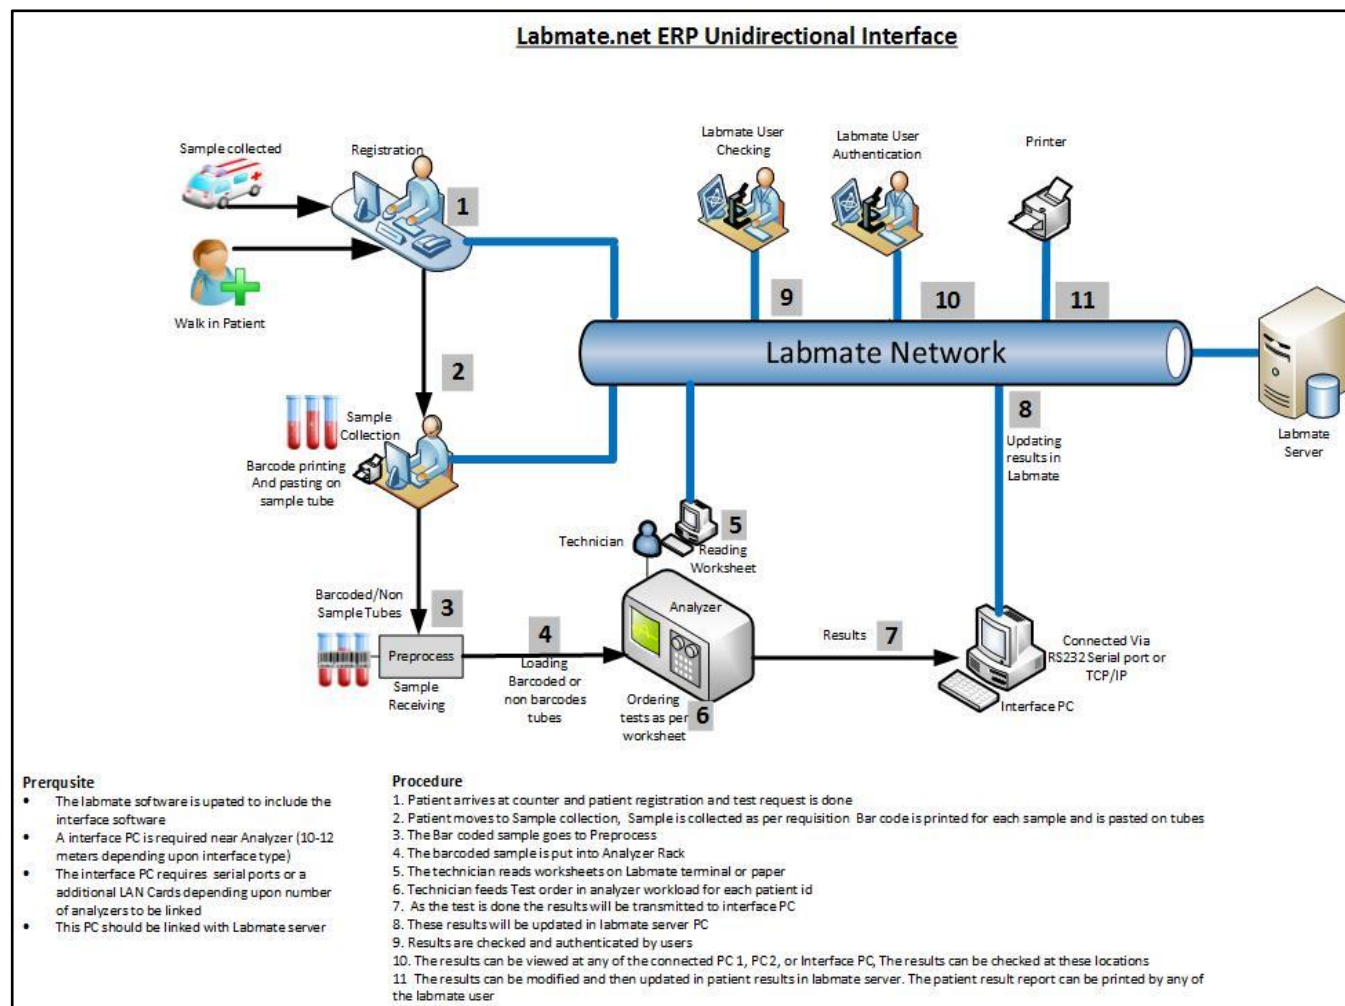 Labmate.net ERP Unidirectional Interface
Sample collected
Registration
1
Walk in Patient
Labmate User
Checking
Labmate User
Authentication
Printer
9
10
11
Labmate Network
Labmate
Server
2
Sample
Collection
Barcode printing
And pasting on
sample tube
8
Updating
results in
Labmate
Technician
5
Reading
Worksheet
Barcoded/Non
Sample Tubes
3
Preprocess
Sample
Receiving
4
Loading
Barcoded or
non barcodes
tubes
Analyzer
Ordering
tests as per
worksheet
6
Results
7
Connected Via
RS232 Serial port or
TCP/IP
Interface PC
Prerqusite
• The labmate software is upated to include the
interface software
• A interface PC is required near Analyzer (10-12
meters depending upon interface type)
• The interface PC requires serial ports or a
additional LAN Cards depending upon number
of analyzers to be linked
• This PC should be linked with Labmate server
Procedure
1. Patient arrives at counter and patient registration and test request is done
2. Patient moves to Sample collection, Sample is collected as per requisition Bar code is printed for each sample and is pasted on tubes
3. The Bar coded sample goes to Preprocess
4. The barcoded sample is put into Analyzer Rack
5. The technician reads worksheets on Labmate terminal or paper
6. Technician feeds Test order in analyzer workload for each patient id
7. As the test is done the results will be transmitted to interface PC
8. These results will be updated in labmate server PC
9. Results are checked and authenticated by users
10. The results can be viewed at any of the connected PC 1, PC 2, or Interface PC, The results can be checked at these locations
11 The results can be modified and then updated in patient results in labmate server. The patient result report can be printed by any of
the labmate user